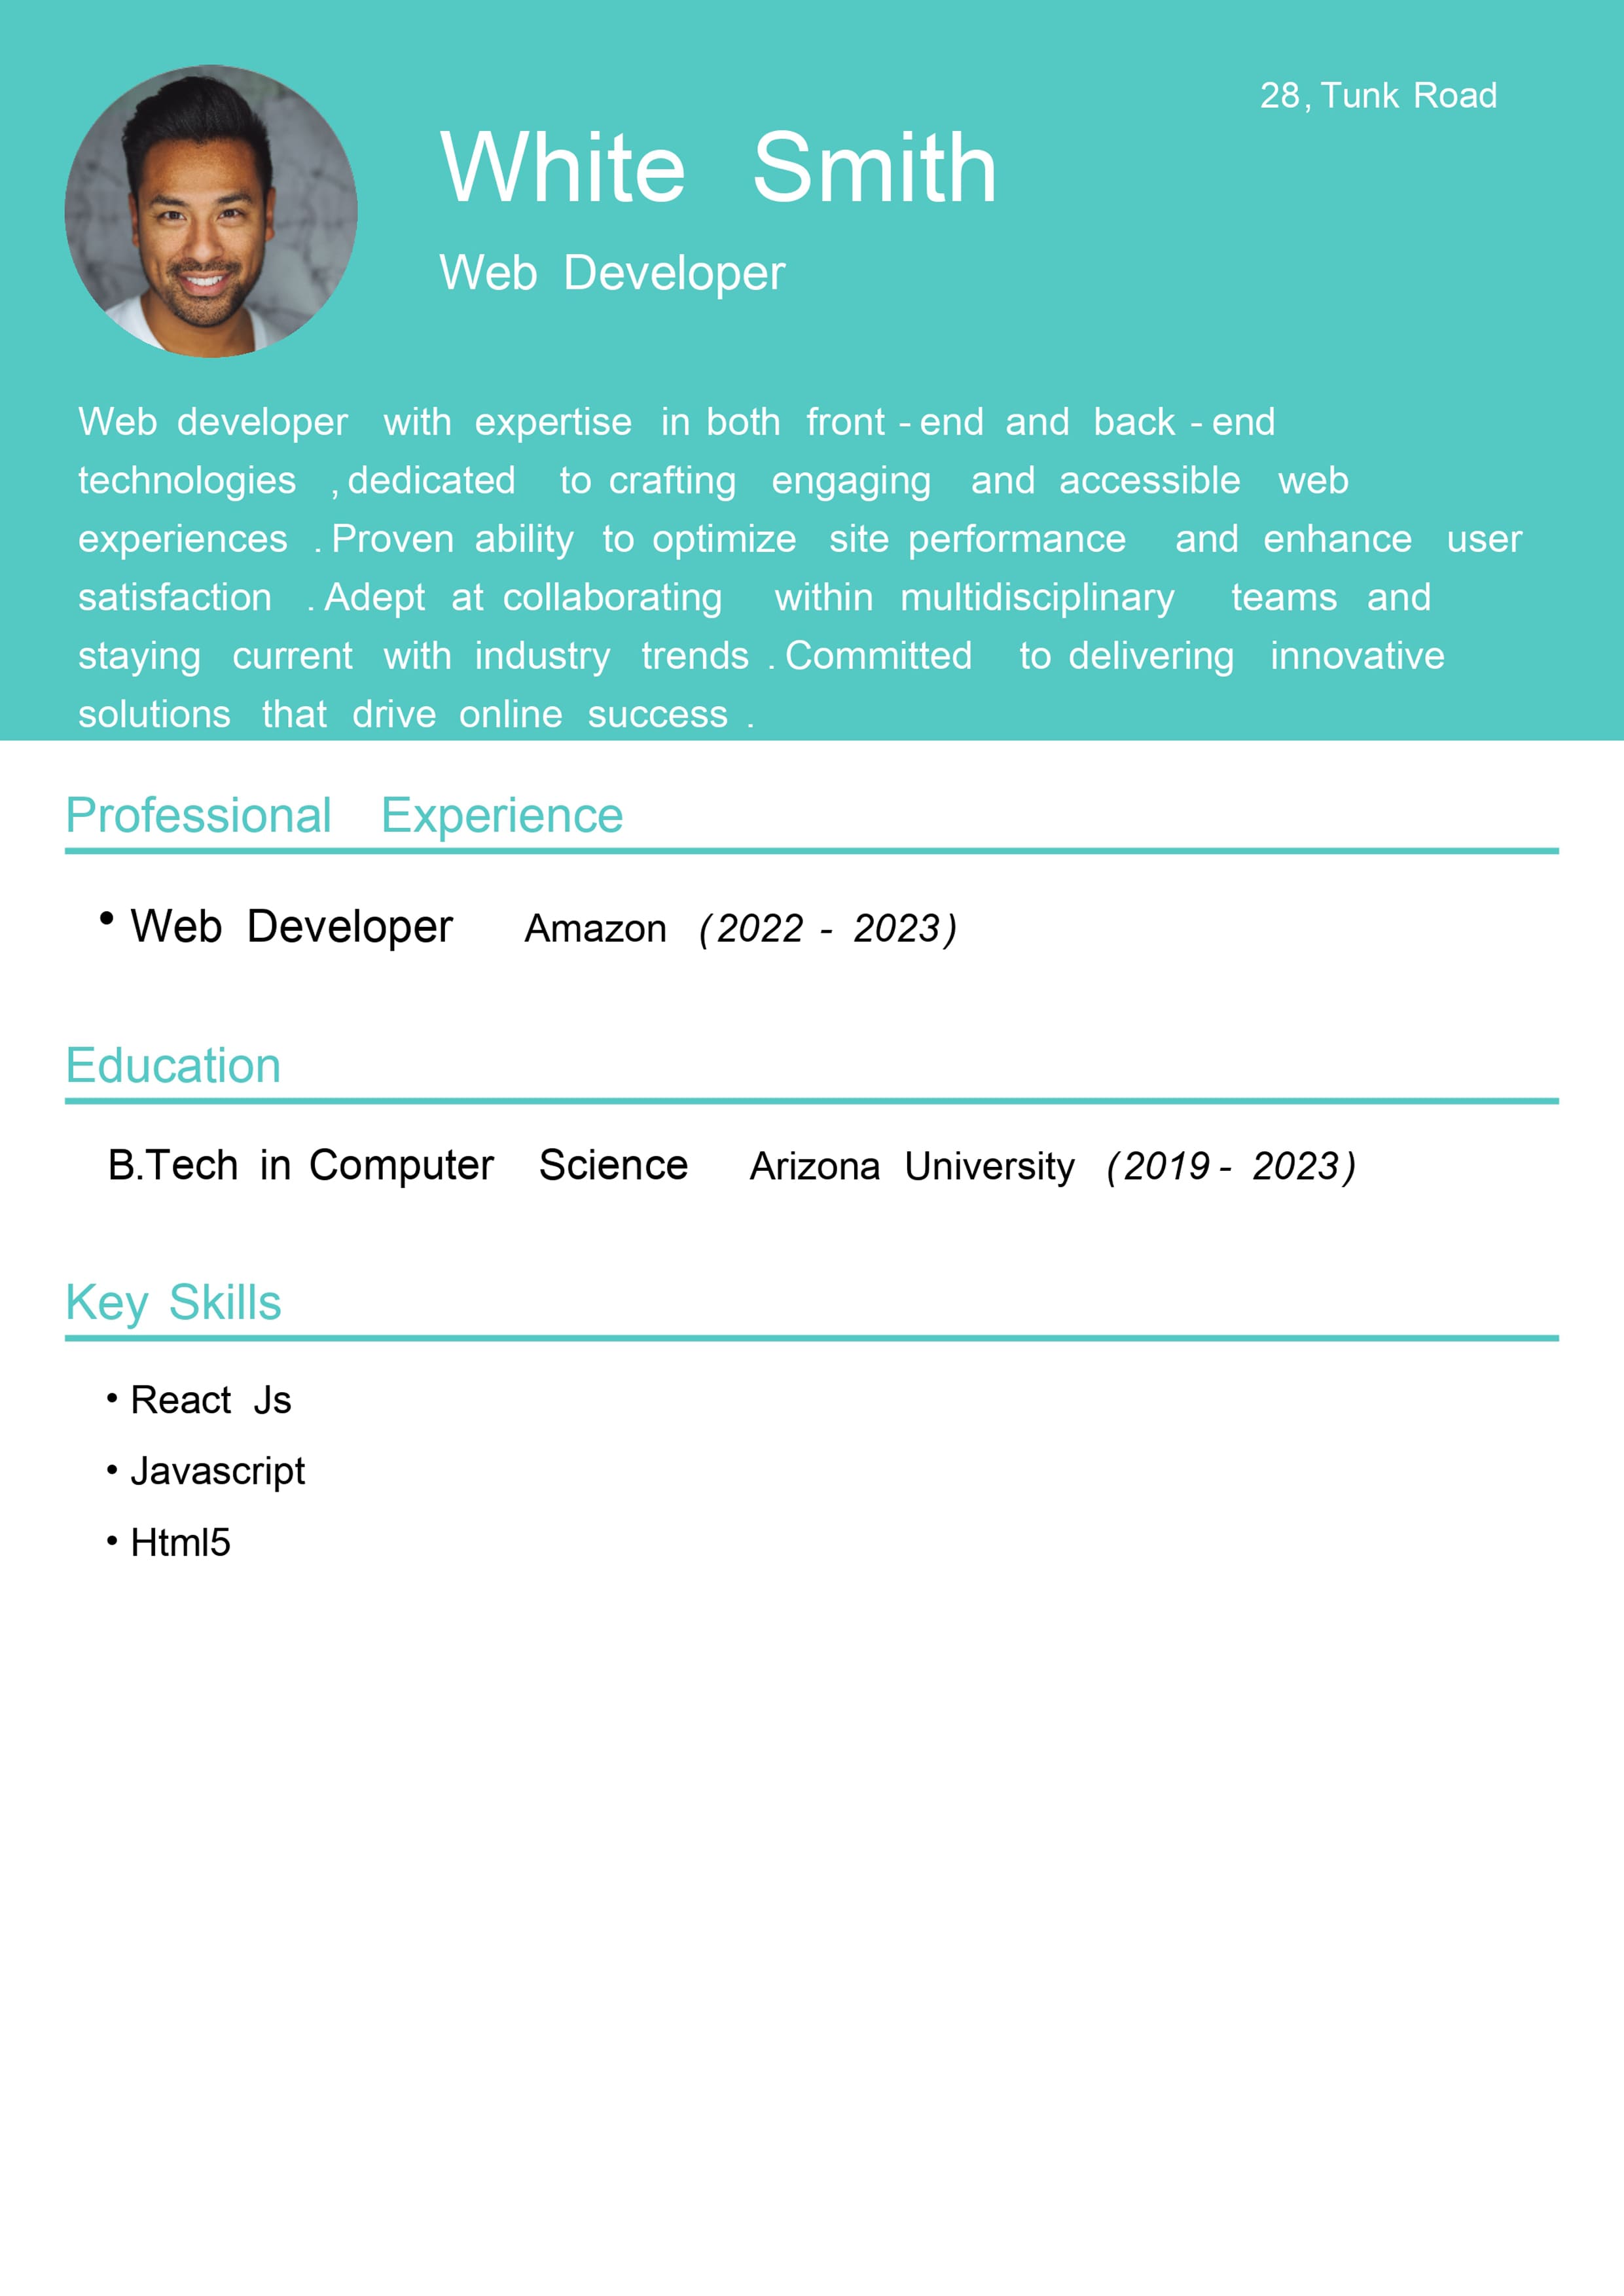 28, Tunk Road
White Smith
Web Developer
Web developer with expertise in both front - end and back - end
technologies , dedicated to crafting engaging and accessible web
experiences . Proven ability to optimize site performance and enhance user
satisfaction . Adept at collaborating within multidisciplinary teams and
staying current with industry trends . Committed to delivering innovative
solutions that drive online success .
Professional Experience
• Web Developer Amazon (2022 - 2023)
Education
B.Tech in Computer Science Arizona University (2019 - 2023)
Key Skills
• React Js
• Javascript
• Html5